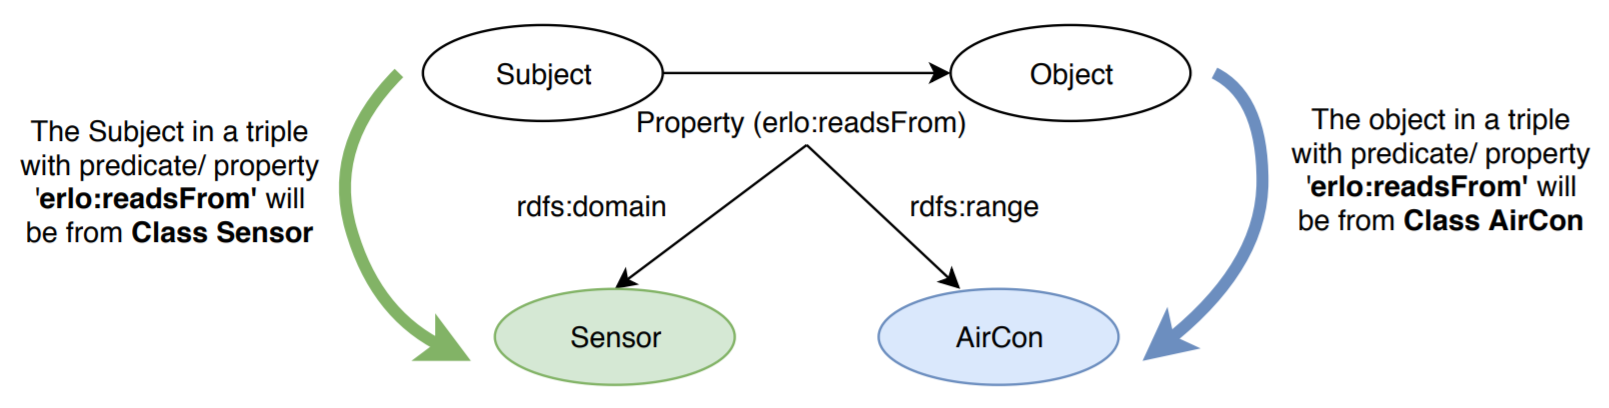 Subject
Object
Property (erlo:readsFrom)
The Subject in a triple
with predicate/ property
'erlo:readsFrom' will
be from Class Sensor
The object in a triple
with predicate/ property
'erlo:readsFrom' will
be from Class AirCon
rdfs:domain
rdfs:range
Sensor
AirCon